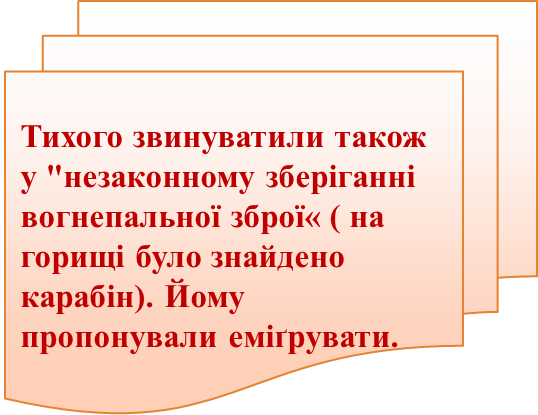 Тихого звинуватили також
у "незаконному зберіганні
вогнепальної зброї« ( на
горищі було знайдено
карабін). Йому
пропонували еміґрувати.